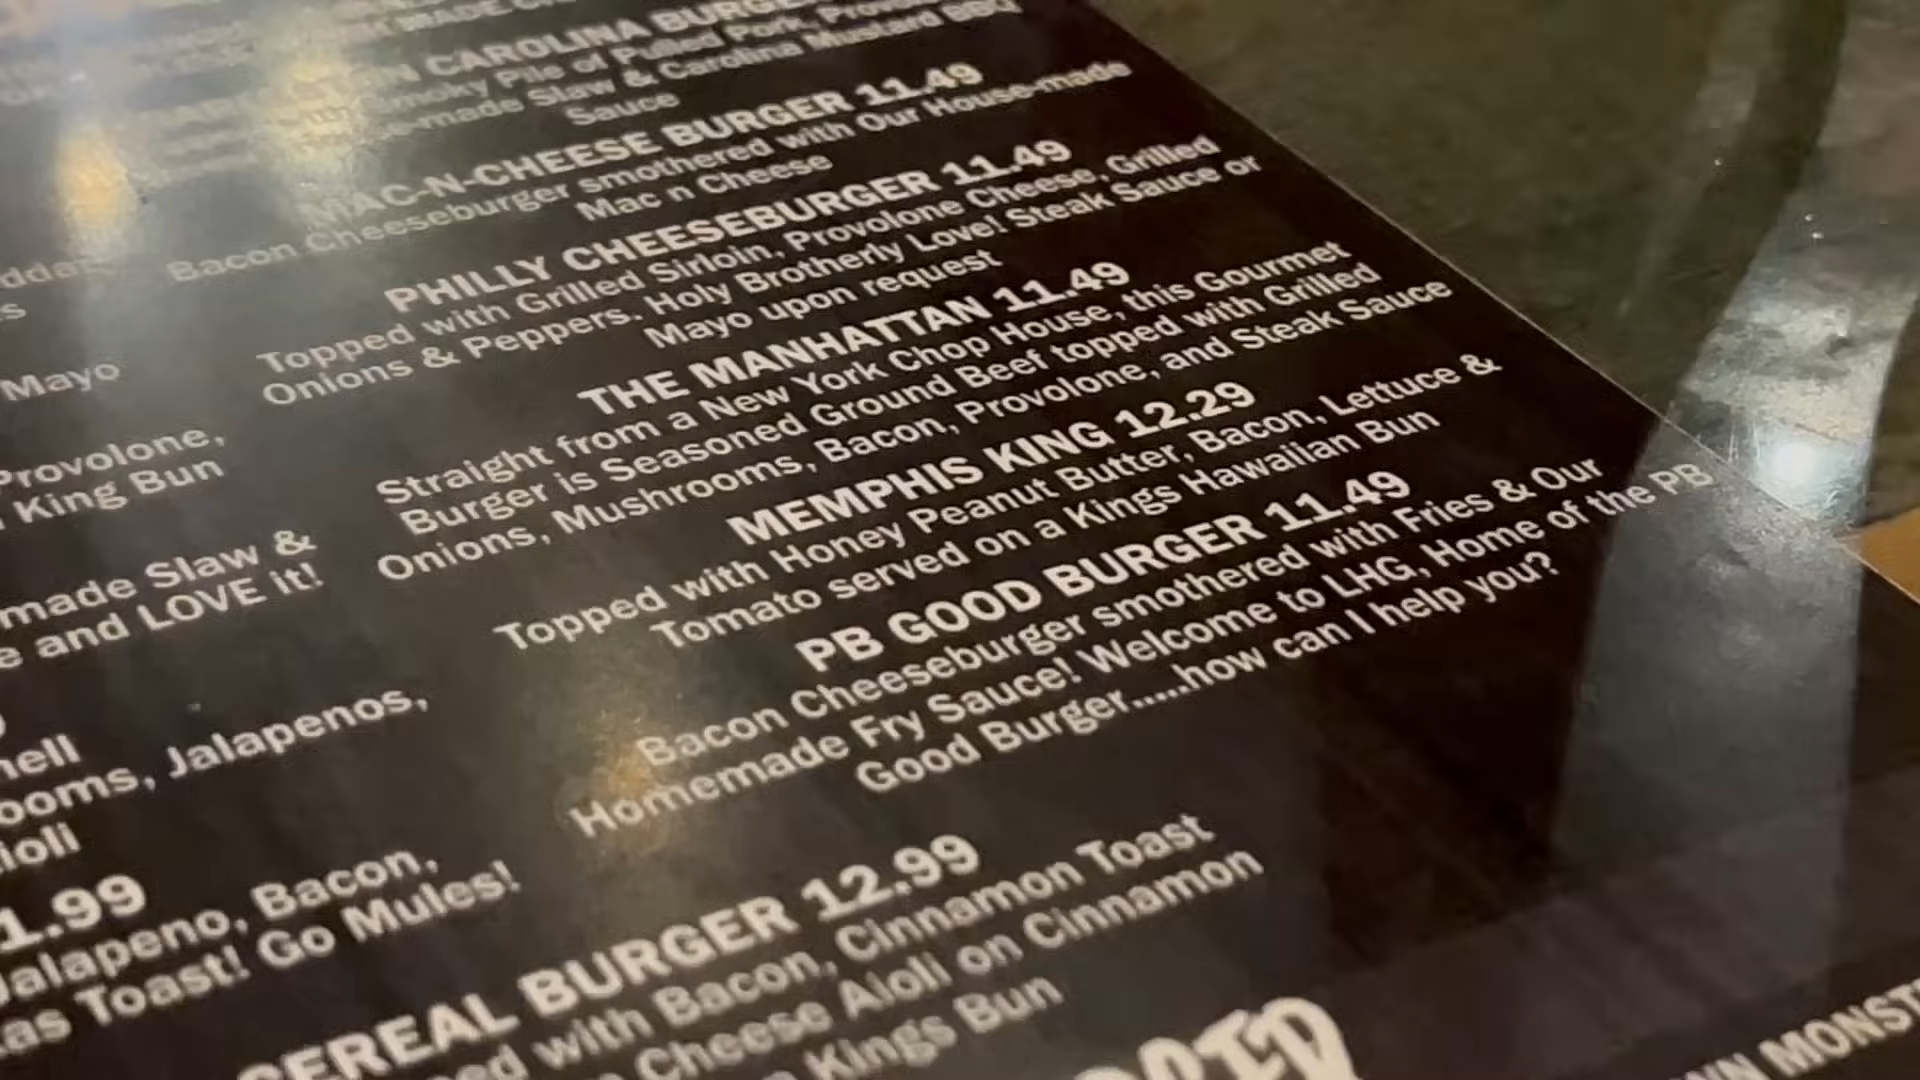 CAROLINA BURGER
Smoky Pile of Pulled Pork,
made Slaw & Carolina Mustard BBQ
Sauce
MAC-N-CHEESE BURGER 11.49
Bacon Cheeseburger smothered with Our House-made
Mac n Cheese
PHILLY CHEESEBURGER 11.49
Topped with Grilled Sirloin, Provolone Cheese, Grilled
Onions & Peppers. Holy Brotherly Love! Steak Sauce or
Mayo upon request
THE MANHATTAN 11.49
Straight from a New York Chop House, this Gourmet
Burger is Seasoned Ground Beef topped with Grilled
Onions, Mushrooms, Bacon, Provolone, and Steak Sauce
MEMPHIS KING 12.29
Topped with Honey Peanut Butter, Bacon, Lettuce &
Tomato served on a Kings Hawaiian Bun
PB GOOD BURGER 11.49
Bacon Cheeseburger smothered with Fries & Our
Homemade Fry Sauce! Welcome to LHG, Home of the PB
Good Burger.....how can I help you?
CEREAL BURGER 12.99
with Bacon, Cinnamon Toast
Cheese Aioli on Cinnamon
Kings Bun
Mayo
Provolone,
King Bun
made Slaw &
and LOVE it!
Jalapenos,
1.99
Jalapeno, Bacon,
Toast! Go Mules!